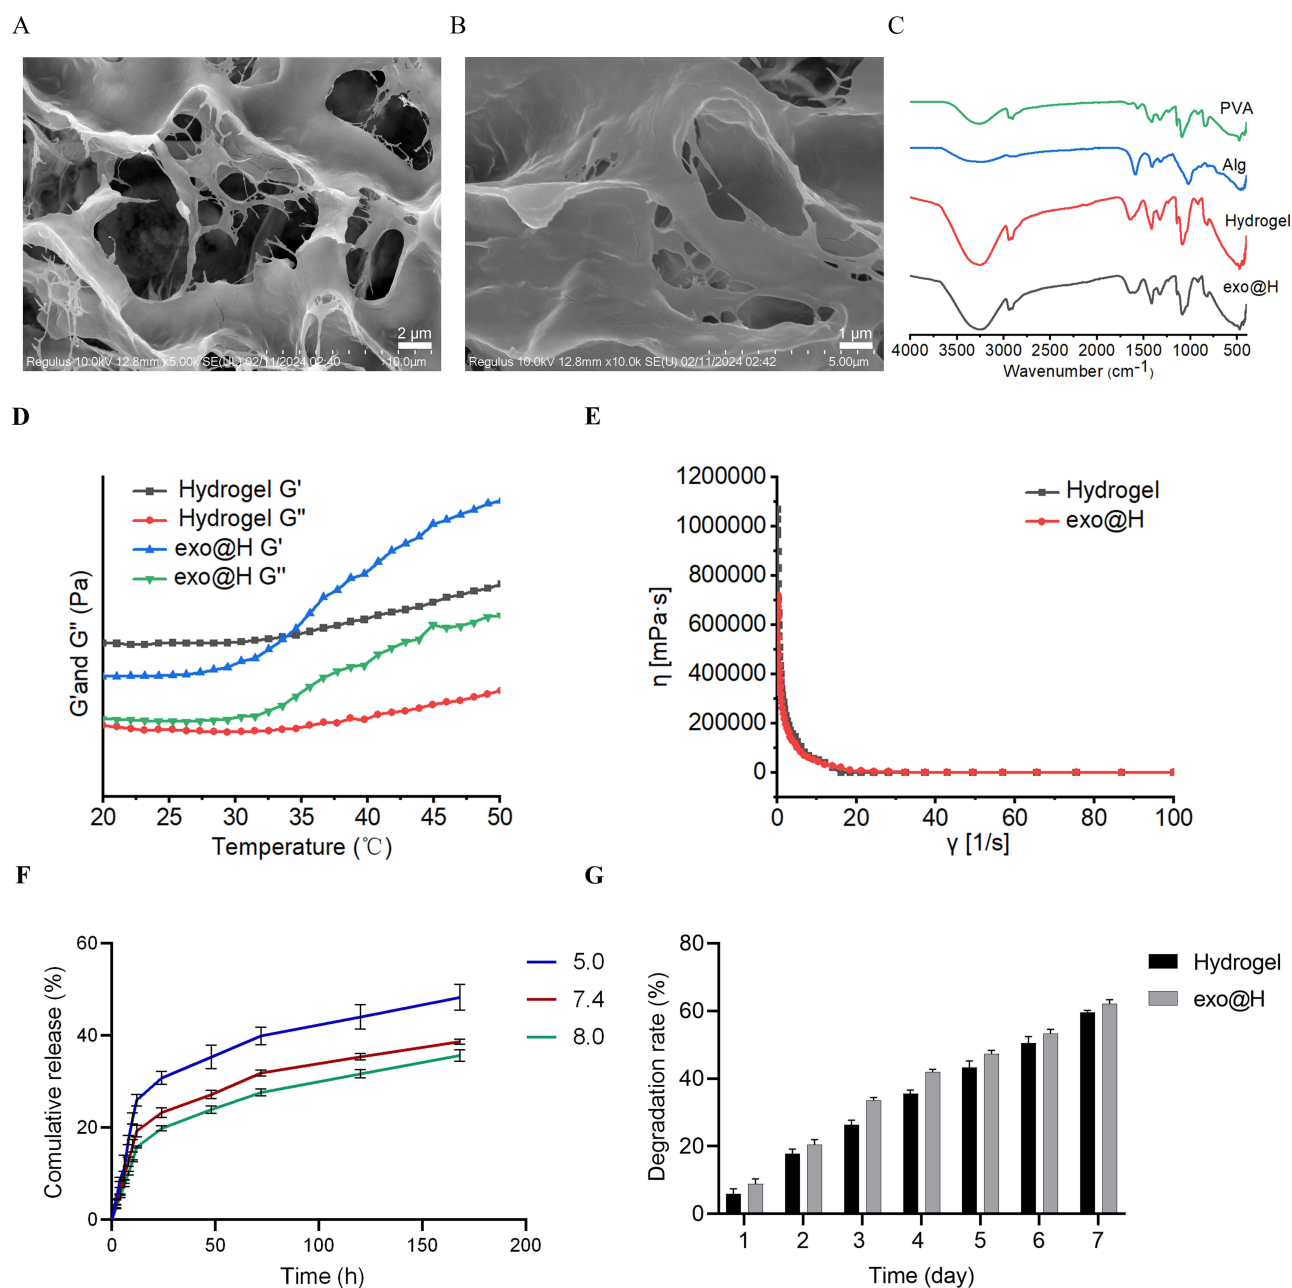 A
B
C
Regulus 10.0kV 12.8mm x5.00k SE(UL) 02/11/2024 02:40
2 μm
10.0μm
Regulus 10.0kV 12.8mm x10.0k SE(U) 02/11/2024 02:42
1 μm
5.00μm
PVA
Alg
Hydrogel
exo@H
4000 3500 3000 2500 2000 1500 1000 500
Wavenumber (cm-1)
D
Hydrogel G'
Hydrogel G"
exo@H G'
exo@H G"
G'and G" (Pa)
20 25 30 35 40 45 50
Temperature (℃)
E
Hydrogel
exo@H
η [mPa·s]
1200000
1000000
800000
600000
400000
200000
0
0 20 40 60 80 100
γ [1/s]
F
Comulative release (%)
60
40
20
0
0 50 100 150 200
Time (h)
5.0
7.4
8.0
G
Degradation rate (%)
80
60
40
20
0
1 2 3 4 5 6 7
Time (day)
Hydrogel
exo@H